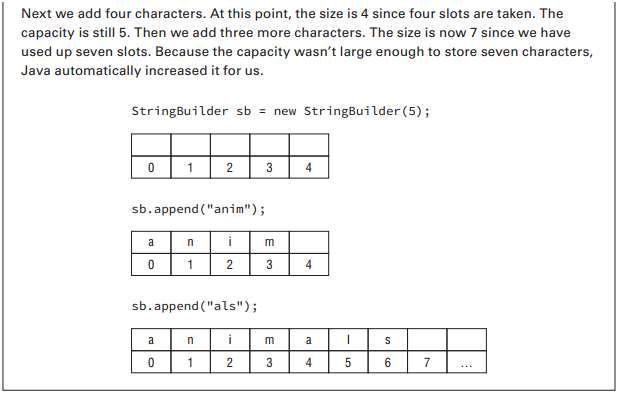 Next we add four characters. At this point, the size is 4 since four slots are taken. The
capacity is still 5. Then we add three more characters. The size is now 7 since we have
used up seven slots. Because the capacity wasn’t large enough to store seven characters,
Java automatically increased it for us.
StringBuilder sb = new StringBuilder(5);
0 1 2 3 4
sb.append("anim");
a n i m
0 1 2 3 4
sb.append("als");
a n i m a l s
0 1 2 3 4 5 6 7 ...